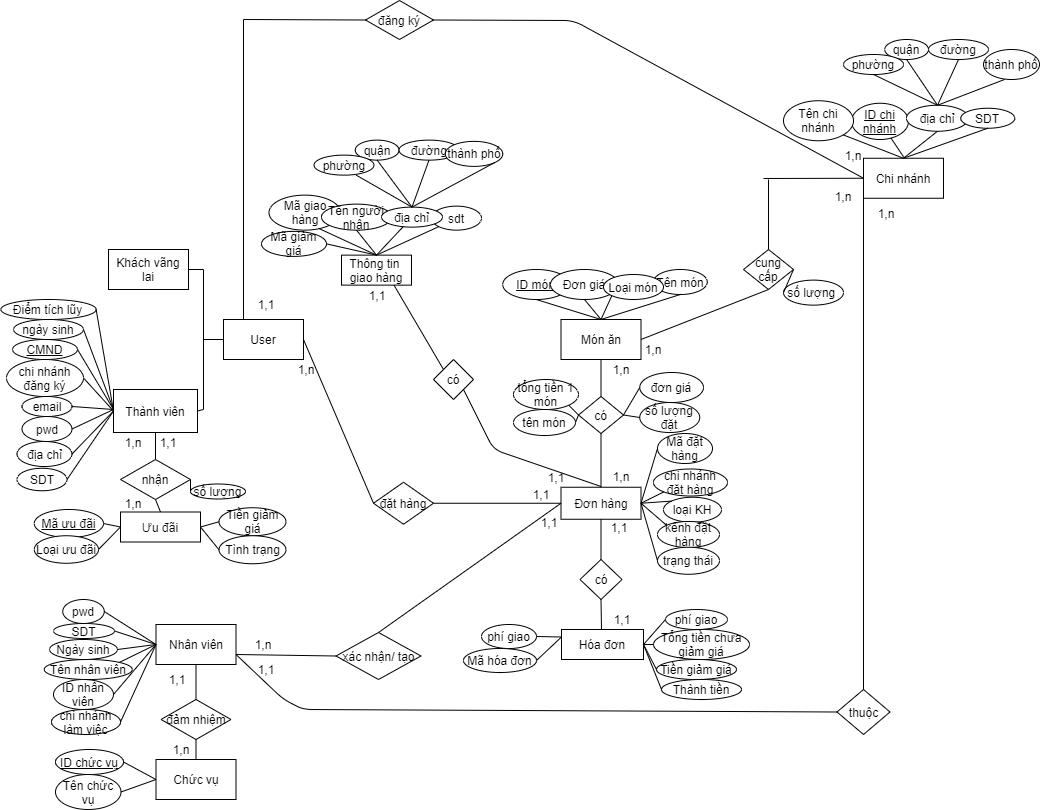 đăng ký
quận
đường
phường
thành phố
Tên chi
nhánh
ID chi
nhánh
địa chỉ
SDT
1,n
Chi nhánh
1,n
1,n
quận
đường
thành phố
phường
Mã giao
hàng
Tên người
nhận
địa chỉ
sdt
Mã giảm
giá
Thông tin
giao hàng
1,1
Khách vãng
lai
cung
cấp
số lượng
ID món
Đơn giá
Loại món
Tên món
1,1
User
1,n
Món ăn
1,n
1,n
Điểm tích lũy
ngày sinh
CMND
chi nhánh
đăng ký
email
pwd
địa chỉ
SDT
Thành viên
1,n
1,1
nhận
số lượng
1,n
Mã ưu đãi
Loại ưu đãi
Ưu đãi
Tiền giảm
giá
Tình trạng
có
tổng tiền 1
món
tên món
có
đơn giá
số lượng
đặt
1,1
1,n
đặt hàng
1,1
Đơn hàng
1,1
1,1
Mã đặt
hàng
chi nhánh
đặt hàng
loại KH
kênh đặt
hàng
trạng thái
có
1,1
phí giao
Mã hóa đơn
Hóa đơn
phí giao
Tổng tiền chưa
giảm giá
Tiền giảm giá
Thành tiền
pwd
SDT
Ngày sinh
Tên nhân viên
ID nhân
viên
chi nhánh
làm việc
Nhân viên
1,n
1,1
xác nhận/ tạo
thuộc
1,1
đảm nhiệm
1,n
ID chức vụ
Tên chức
vụ
Chức vụ